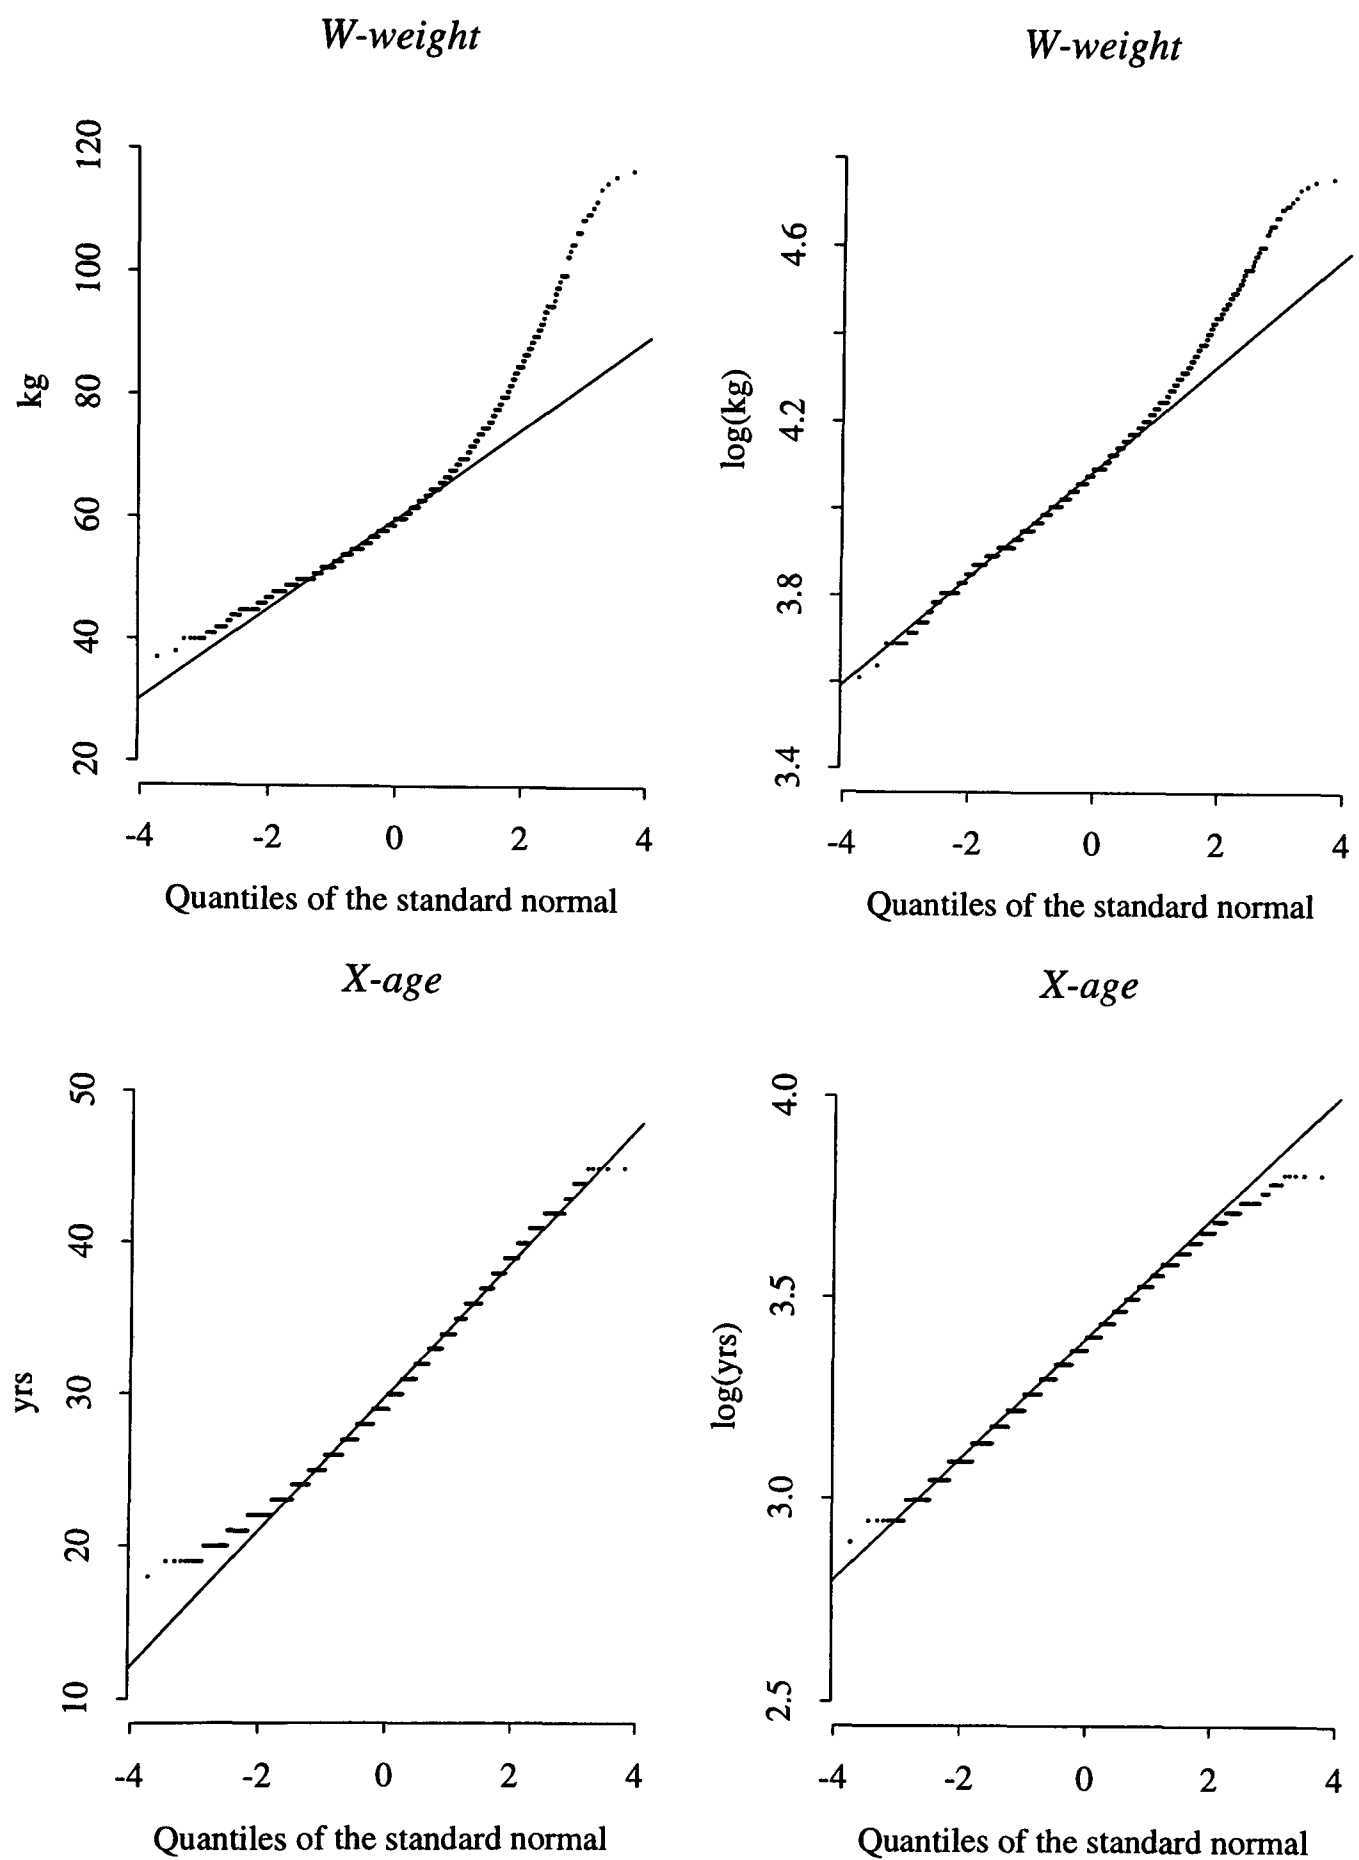 W-weight
120
100
80
60
40
20
kg
-4 -2 0 2 4
Quantiles of the standard normal
W-weight
4.6
4.2
3.8
3.4
log(kg)
-4 -2 0 2 4
Quantiles of the standard normal
X-age
50
40
30
20
10
yrs
-4 -2 0 2 4
Quantiles of the standard normal
X-age
4.0
3.5
3.0
2.5
log(yrs)
-4 -2 0 2 4
Quantiles of the standard normal